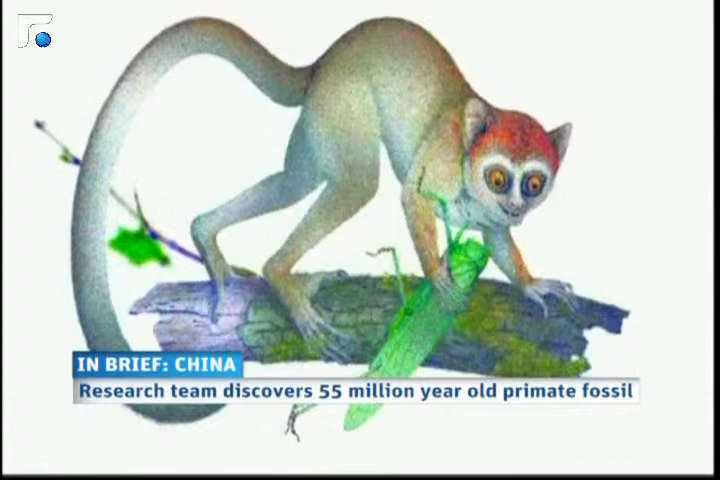 IN BRIEF: CHINA
Research team discovers 55 million year old primate fossil